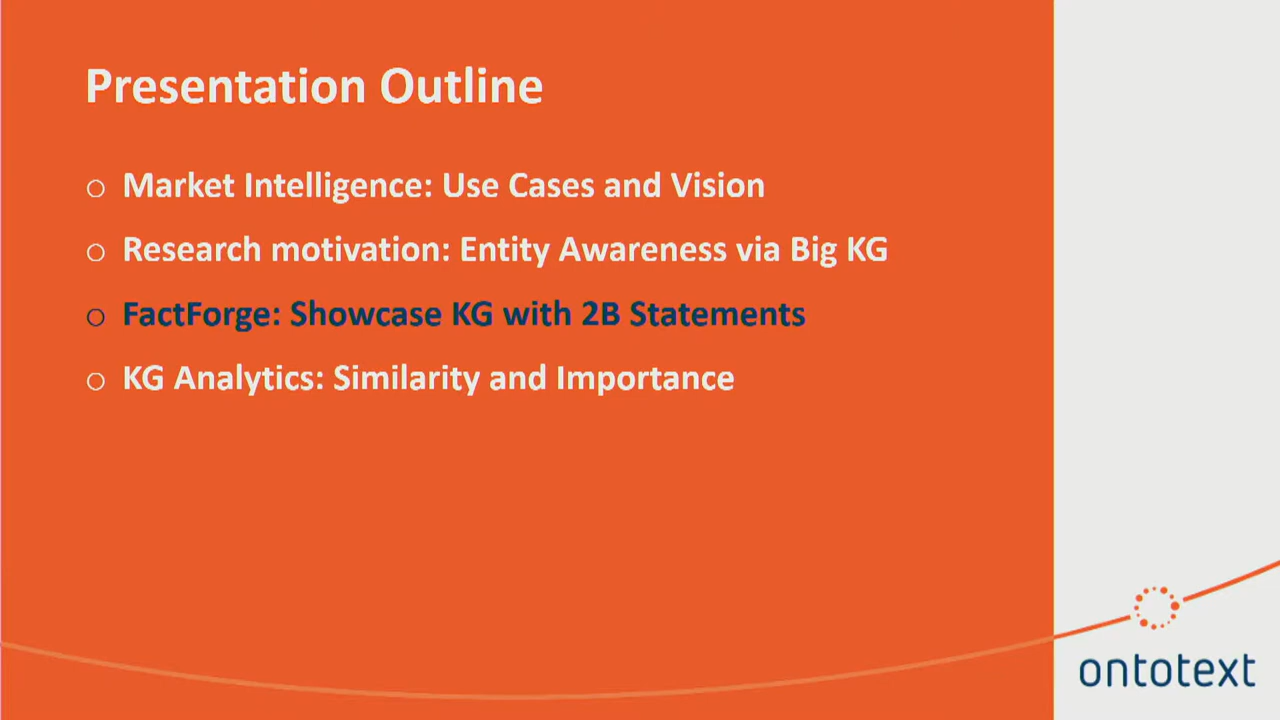 Presentation Outline
o Market Intelligence: Use Cases and Vision
o Research motivation: Entity Awareness via Big KG
o FactForge: Showcase KG with 2B Statements
o KG Analytics: Similarity and Importance
ontotext